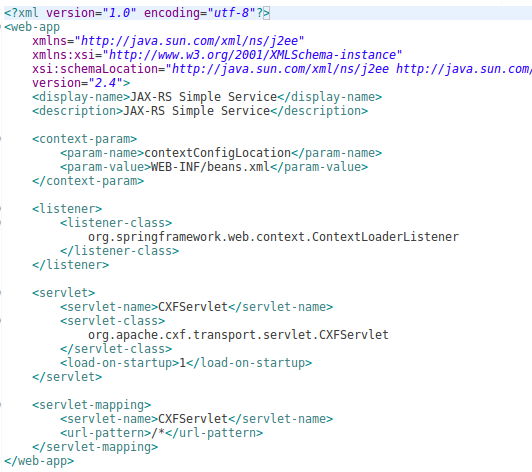 <?xml version="1.0" encoding="utf-8"?>
<web-app
xmlns="http://java.sun.com/xml/ns/j2ee"
xmlns:xsi="http://www.w3.org/2001/XMLSchema-instance"
xsi:schemaLocation="http://java.sun.com/xml/ns/j2ee http://java.sun.com/
version="2.4">
<display-name>JAX-RS Simple Service</display-name>
<description>JAX-RS Simple Service</description>
<context-param>
<param-name>contextConfigLocation</param-name>
<param-value>WEB-INF/beans.xml</param-value>
</context-param>
<listener>
<listener-class>
org.springframework.web.context.ContextLoaderListener
</listener-class>
</listener>
<servlet>
<servlet-name>CXFServlet</servlet-name>
<servlet-class>
org.apache.cxf.transport.servlet.CXFServlet
</servlet-class>
<load-on-startup>1</load-on-startup>
</servlet>
<servlet-mapping>
<servlet-name>CXFServlet</servlet-name>
<url-pattern>/*</url-pattern>
</servlet-mapping>
</web-app>